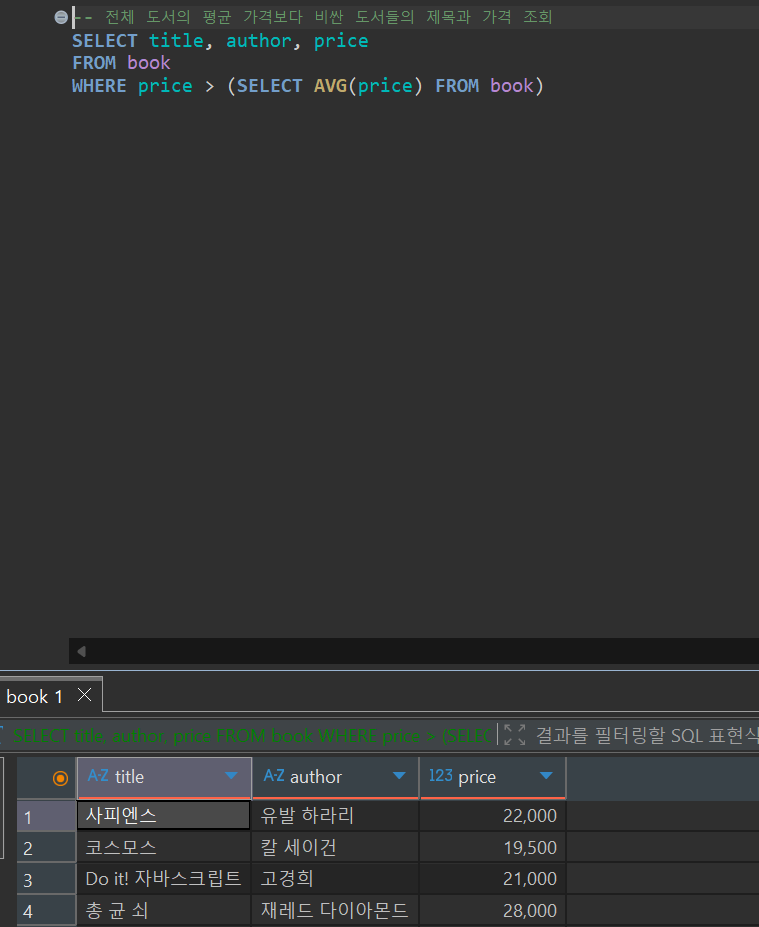 -- 전체 도서의 평균 가격보다 비싼 도서들의 제목과 가격 조회
SELECT title, author, price
FROM book
WHERE price > (SELECT AVG(price) FROM book)
book 1
SELECT title, author, price FROM book WHERE price > (SELEC 결과를 필터링할 SQL 표현식
A-Z title A-Z author 123 price
1 사피엔스 유발 하라리 22,000
2 코스모스 칼 세이건 19,500
3 Do it! 자바스크립트 고경희 21,000
4 총 균 쇠 재레드 다이아몬드 28,000